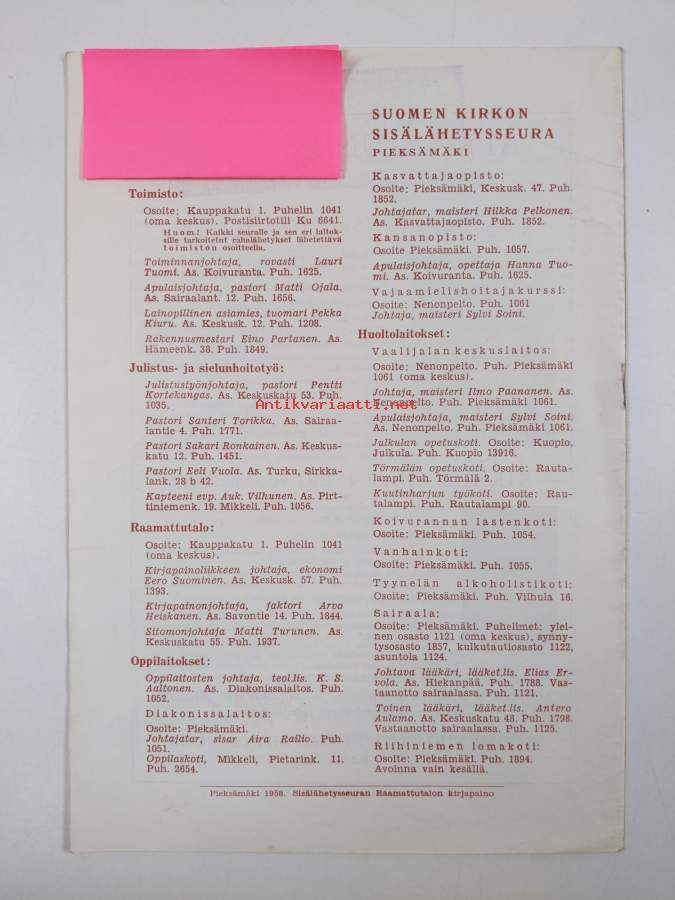 SUOMEN KIRKON
SISÄLÄHETYSSEURA
PIEKSÄMÄKI
Toimisto:
Osoite: Kauppakatu 1. Puhelin 1041
(oma keskus). Postisiirtotili Ku 6641.
Huom.! Kaikki seuralle ja sen eri laitok-
sille tarkoitetut rahalähetykset lähetettävä
toimiston osoitteella.
Toiminnanjohtaja, rovasti Lauri
Tuomi. As. Koivuranta. Puh. 1625.
Apulaisjohtaja, pastori Matti Ojala.
As. Sairaalant. 12. Puh. 1656.
Lainopillinen asiamies, tuomari Pekka
Kiuru. As. Keskusk. 12. Puh. 1208.
Rakennusmestari Eino Partanen. As.
Hämeenk. 38. Puh. 1849.
Julistus- ja sielunhoitotyö:
Julistustyönjohtaja, pastori Pentti
Kortekangas. As. Keskuskatu 53. Puh.
1035.
Pastori Santeri Torikka. As. Sairaa-
lantie 4. Puh. 1771.
Pastori Sakari Ronkainen. As. Keskus-
katu 12. Puh. 1451.
Pastori Eeli Vuola. As. Turku, Sirkka-
lank. 28 b 42.
Kapteeni evp. Auk. Vilhunen. As. Pirt-
tiniemenk. 19. Mikkeli. Puh. 1056.
Raamattutalo:
Osoite: Kauppakatu 1. Puhelin 1041
(oma keskus).
Kirjapainoliikkeen johtaja, ekonomi
Eero Suominen. As. Keskusk. 57. Puh.
1393.
Kirjapainonjohtaja, faktori Arvo
Heiskanen. As. Savontie 14. Puh. 1844.
Sitomonjohtaja Matti Turunen. As.
Keskuskatu 55. Puh. 1937.
Oppilaitokset:
Oppilaitosten johtaja, teol.lis. K. S.
Aaltonen. As. Diakonissalaitos. Puh.
1052.
Diakonissalaitos:
Osoite: Pieksämäki.
Johtajatar, sisar Aira Railio. Puh.
1051.
Oppilaskoti, Mikkeli, Pietarink. 11.
Puh. 2654.
Kasvattajaopisto:
Osoite: Pieksämäki, Keskusk. 47. Puh.
1852.
Johtajatar, maisteri Hilkka Pelkonen.
As. Kasvattajaopisto. Puh. 1852.
Kansanopisto:
Osoite Pieksämäki. Puh. 1057.
Apulaisjohtaja, opettaja Hanna Tuo-
mi. As. Koivuranta. Puh. 1625.
Vajaamielishoitajakurssi:
Osoite: Nenonpelto. Puh. 1061
Johtaja, maisteri Sylvi Soini.
Huoltolaitokset:
Vaalijalan keskuslaitos:
Osoite: Nenonpelto. Puh. Pieksämäki
1061 (oma keskus).
Johtaja, maisteri Ilmo Paananen. As.
Nenonpelto. Puh. Pieksämäki 1061.
Apulaisjohtaja, maisteri Sylvi Soini.
As. Nenonpelto. Puh. Pieksämäki 1061.
Julkulan opetuskoti. Osoite: Kuopio,
Julkula. Puh. Kuopio 13916.
Törmälän opetuskoti. Osoite: Rauta-
lampi. Puh. Törmälä 2.
Kuutinharjun työkoti. Osoite: Rau-
talampi. Puh. Rautalampi 90.
Koivurannan lastenkoti:
Osoite: Pieksämäki. Puh. 1054.
Vanhainkoti:
Osoite: Pieksämäki. Puh. 1055.
Tyynelän alkoholistikoti:
Osoite: Pieksämäki. Puh. Vilhula 16.
Sairaala:
Osoite: Pieksämäki. Puhelimet: ylei-
nen osasto 1121 (oma keskus), synny-
tysosasto 1857, kulkutautiosasto 1122,
asuntola 1124.
Johtava lääkäri, lääket.lis. Elias Er-
vola. As. Hiekanpää. Puh. 1788. Vas-
taanotto sairaalassa. Puh. 1121.
Toinen lääkäri, lääket.lis. Antero
Aulamo. As. Keskuskatu 48. Puh. 1798.
Vastaanotto sairaalassa. Puh. 1125.
Riihiniemen lomakoti:
Osoite: Pieksämäki. Puh. 1894.
Avoinna vain kesällä.
Pieksämäki 1958. Sisälähetysseuran Raamattutalon kirjapaino
Antikvariaatti.net